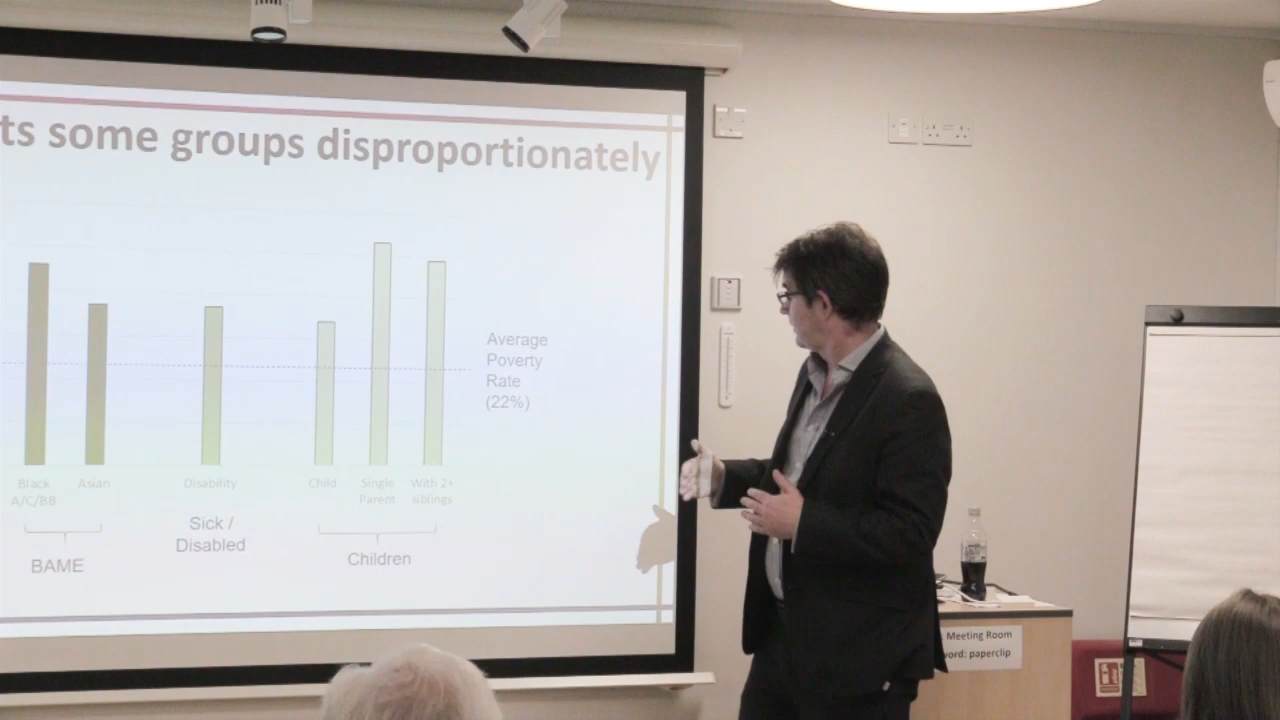 ts some groups disproportionately
Average
Poverty
Rate
(22%)
Black
A/C/BB
Asian
Disability
Child
Single
Parent
With 2+
siblings
BAME
Sick /
Disabled
Children
Meeting Room
word: paperclip